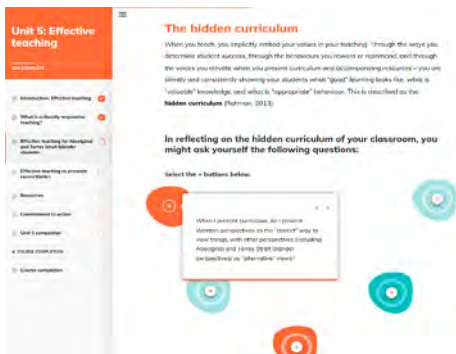 Unit 5: Effective
teaching
Introduction: Effective teaching
What is culturally responsive
teaching?
Effective teaching for Aboriginal
and Torres Strait Islander
students
Effective teaching to promote
reconciliation
Resources
Commitment to action
Unit 5 completion
COURSE COMPLETION
Course completion
The hidden curriculum
When you teach, you implicitly embed your values in your teaching. Through the ways you
determine student success, through the behaviours you reward or reprimand, and through
the voices you elevate when you present curriculum and accompanying resources – you are
silently and consistently showing your students what "good" learning looks like, what is
"valuable" knowledge, and what is "appropriate" behaviour. This is described as the
hidden curriculum (Rahman, 2013).
In reflecting on the hidden curriculum of your classroom, you
might ask yourself the following questions:
Select the + buttons below.
When I present curriculum, do I present
Western perspectives as the "correct" way to
view things, with other perspectives (including
Aboriginal and Torres Strait Islander
perspectives) as "alternative" views?